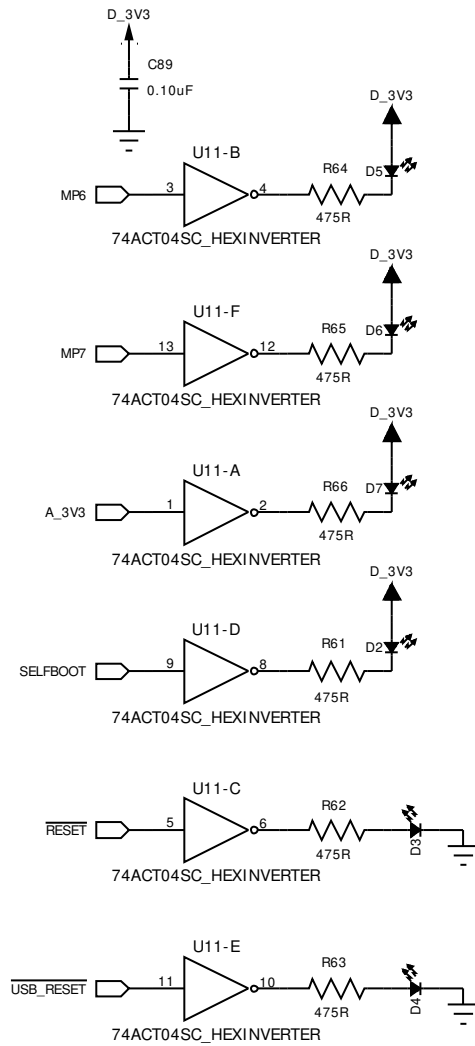 D_3V3
C89
0.10uF
D_3V3
U11-B
R64
D5
MP6
3
4
475R
74ACT04SC_HEXINVERTER
D_3V3
U11-F
R65
D6
MP7
13
12
475R
74ACT04SC_HEXINVERTER
D_3V3
U11-A
R66
D7
A_3V3
1
2
475R
74ACT04SC_HEXINVERTER
D_3V3
U11-D
R61
D2
SELFBOOT
9
8
475R
74ACT04SC_HEXINVERTER
U11-C
R62
RESET
5
6
D3
475R
74ACT04SC_HEXINVERTER
U11-E
R63
USB_RESET
11
10
D4
475R
74ACT04SC_HEXINVERTER